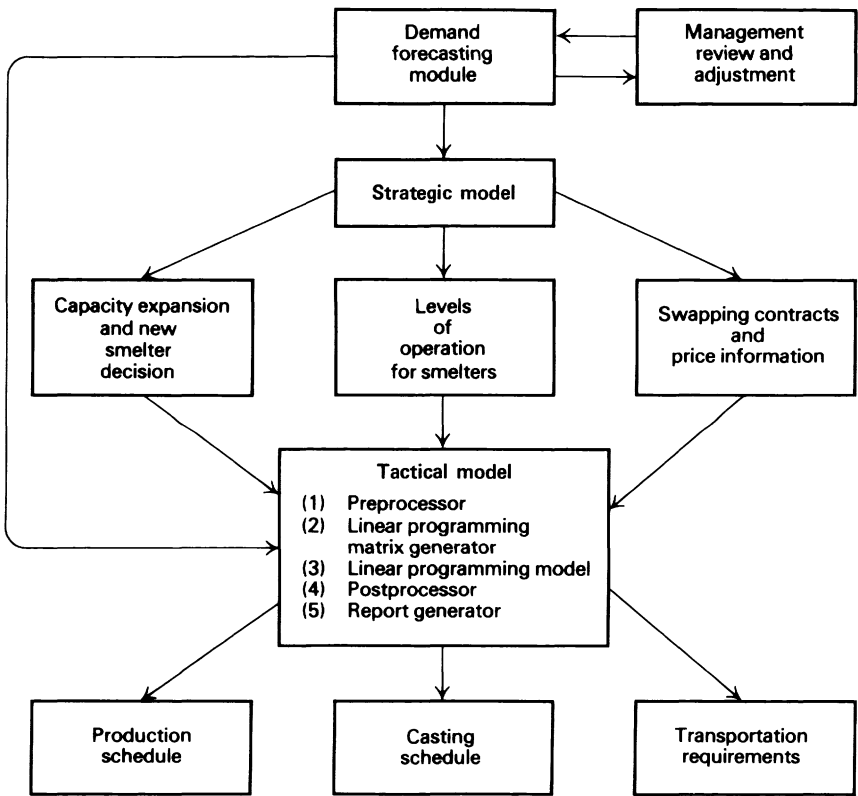 Demand
forecasting
module
Management
review and
adjustment
Strategic model
Capacity expansion
and new
smelter
decision
Levels
of
operation
for smelters
Swapping contracts
and
price information
Tactical model
(1) Preprocessor
(2) Linear programming
matrix generator
(3) Linear programming model
(4) Postprocessor
(5) Report generator
Production
schedule
Casting
schedule
Transportation
requirements